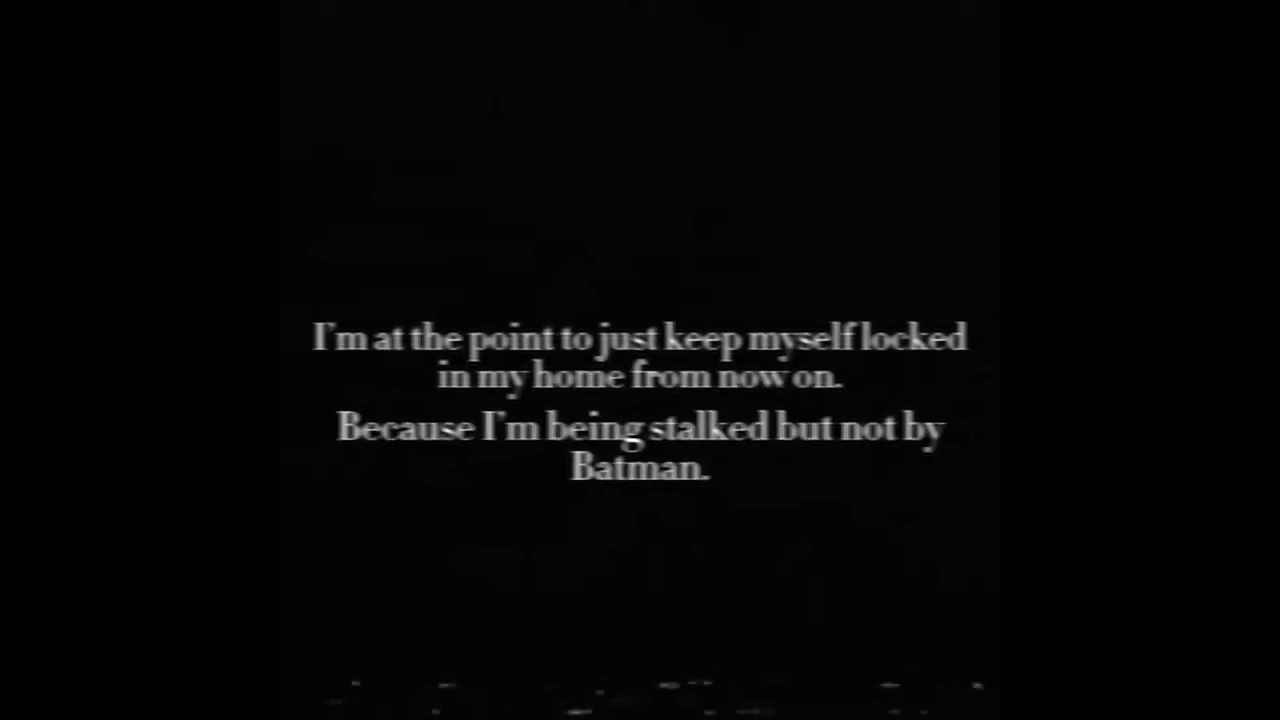 I'm at the point to just keep myself locked
in my home from now on.
Because I'm being stalked but not by
Batman.